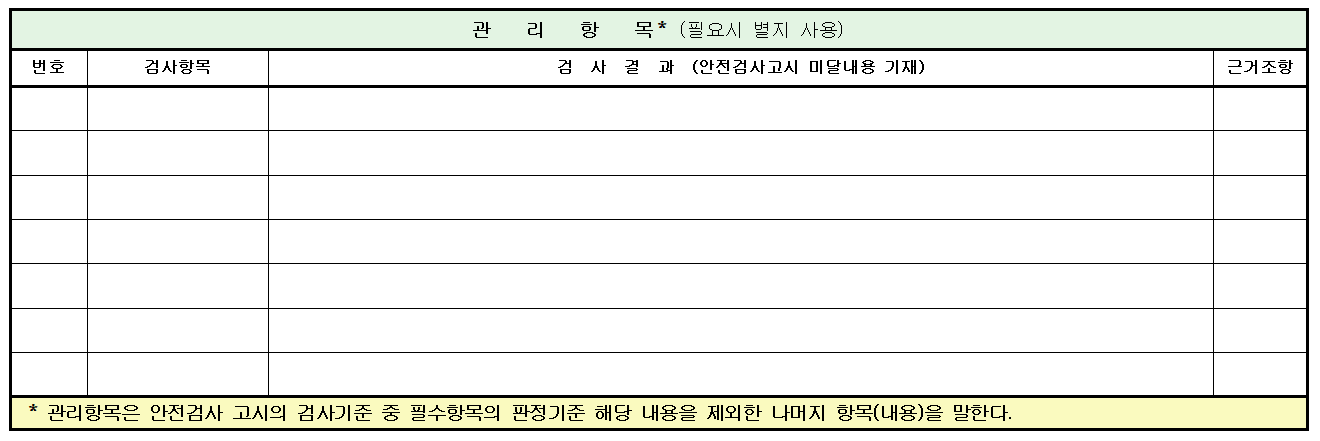 관 리 항 목* (필요시 별지 사용)
번호 검사항목 검 사 결 과 (안전검사고시 미달내용 기재) 근거조항
* 관리항목은 안전검사 고시의 검사기준 중 필수항목의 판정기준 해당 내용을 제외한 나머지 항목(내용)을 말한다.